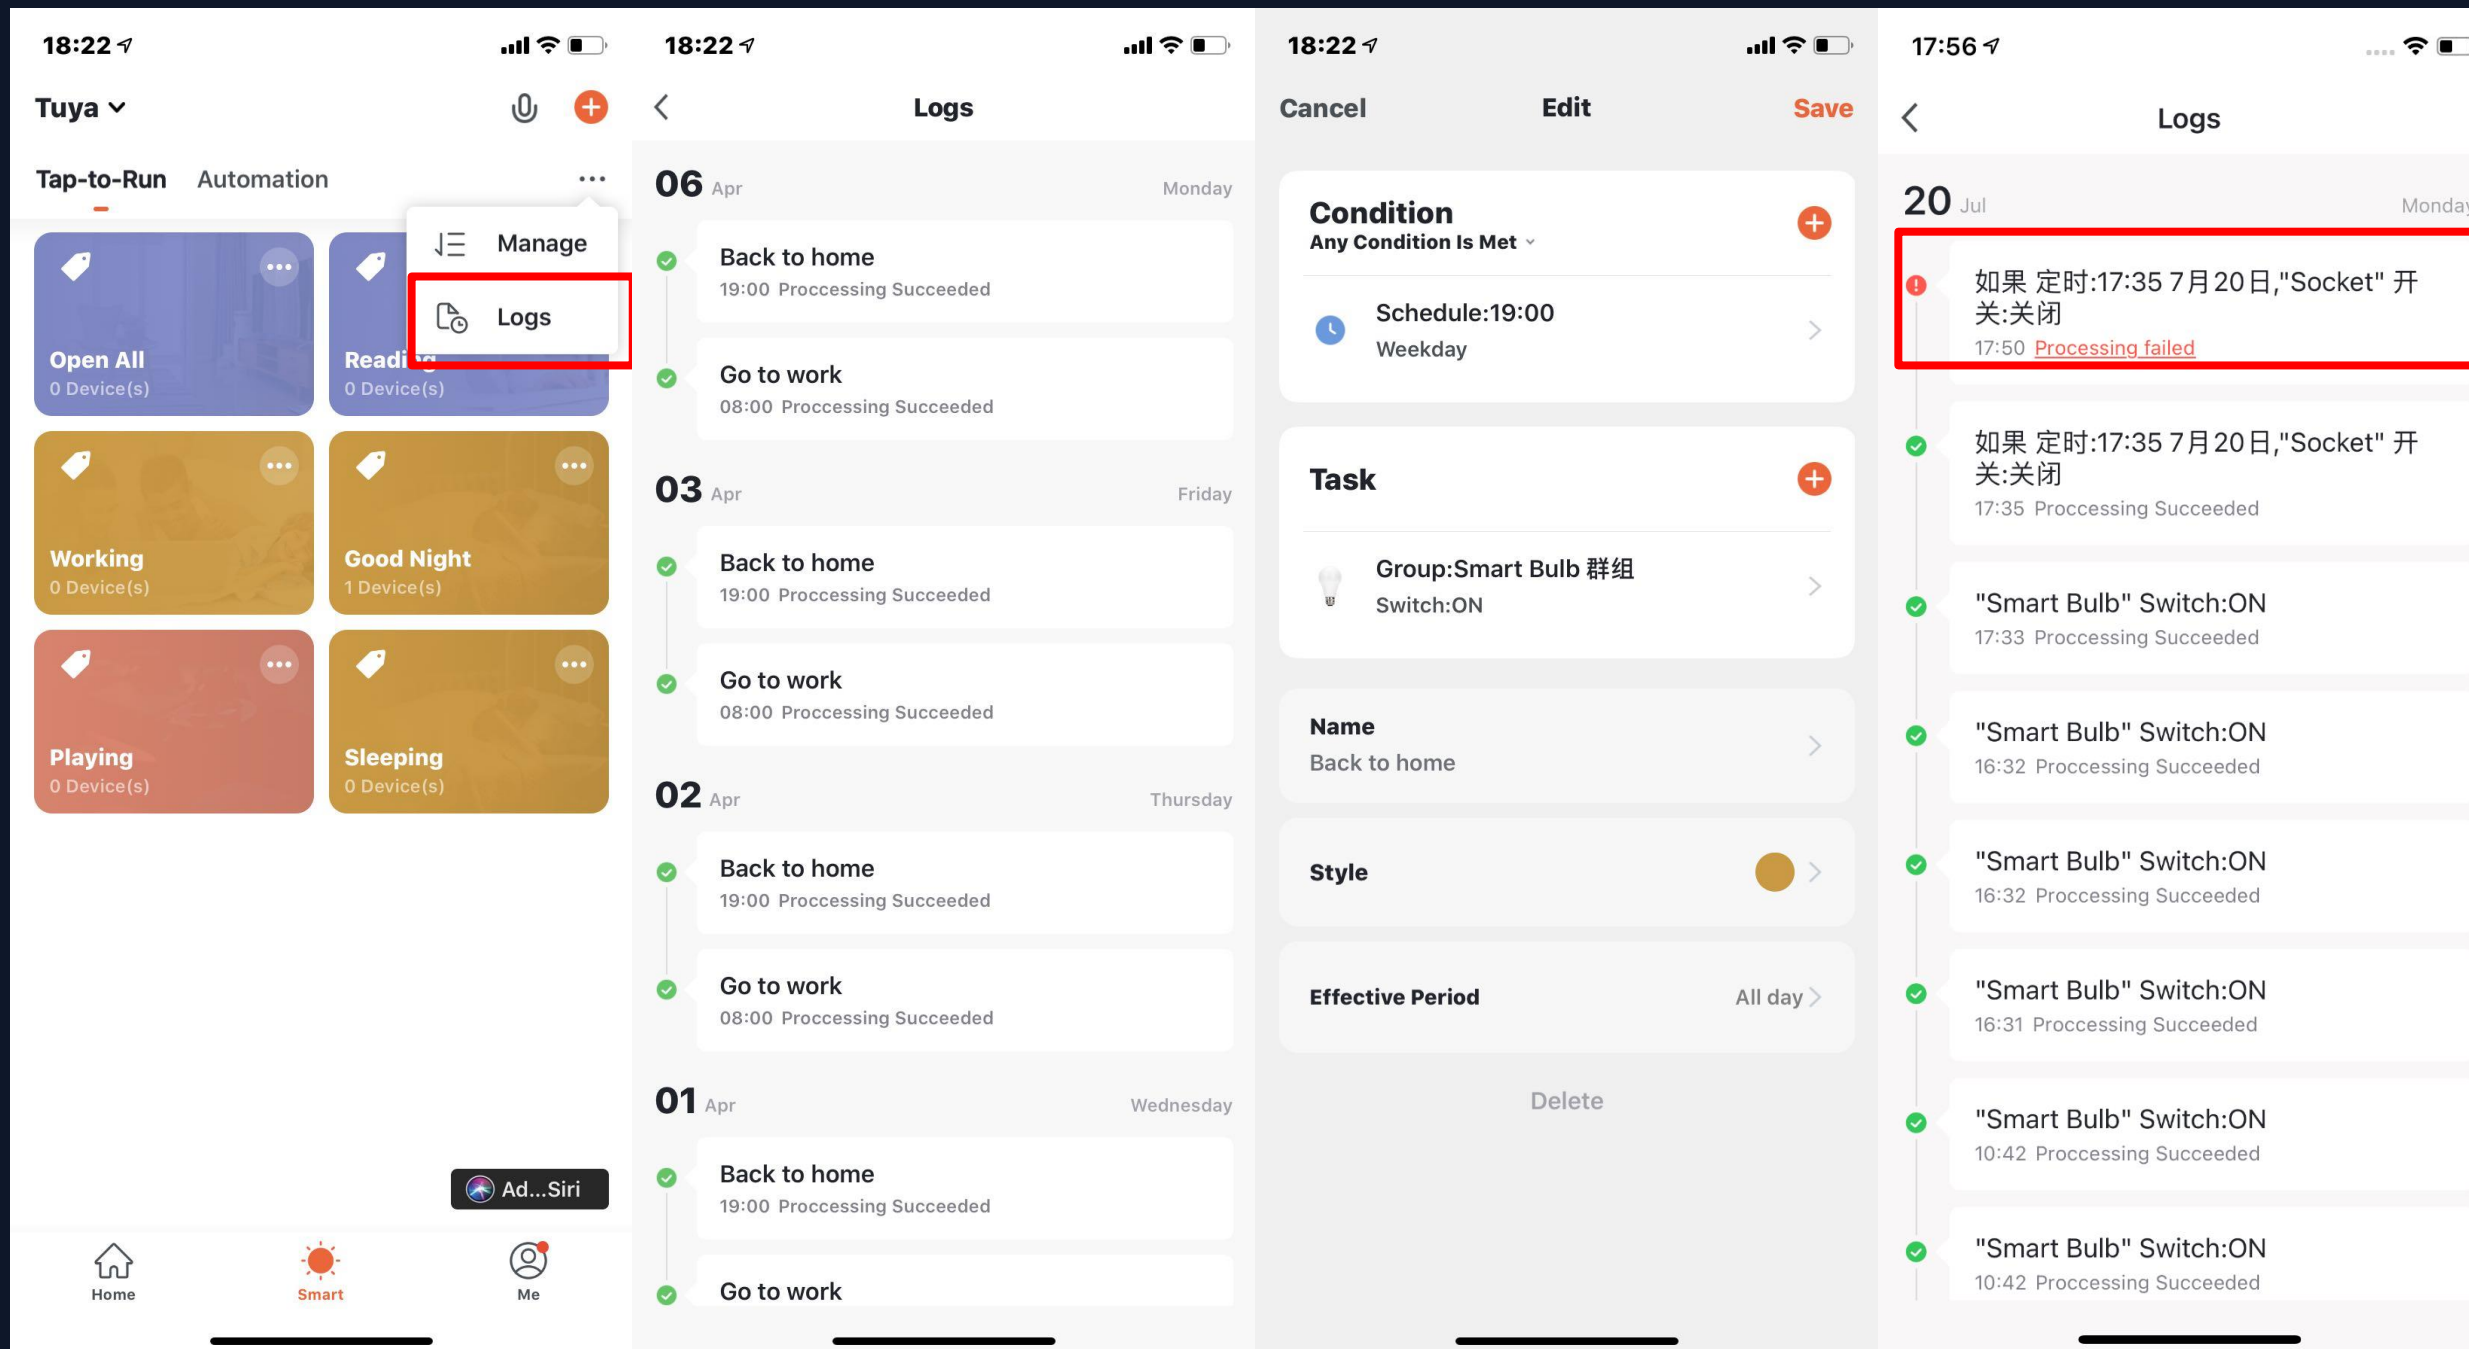 18:22
Tuya
Tap-to-Run Automation
Manage
Logs
Open All
0 Device(s)
Reading
0 Device(s)
Working
0 Device(s)
Good Night
1 Device(s)
Playing
0 Device(s)
Sleeping
0 Device(s)
Ad...Siri
Home
Smart
Me
18:22
Logs
06 Apr Monday
Back to home
19:00 Proccessing Succeeded
Go to work
08:00 Proccessing Succeeded
03 Apr Friday
Back to home
19:00 Proccessing Succeeded
Go to work
08:00 Proccessing Succeeded
02 Apr Thursday
Back to home
19:00 Proccessing Succeeded
Go to work
08:00 Proccessing Succeeded
01 Apr Wednesday
Back to home
19:00 Proccessing Succeeded
Go to work
18:22
Cancel Edit Save
Condition
Any Condition Is Met
Schedule:19:00
Weekday
Task
Group:Smart Bulb 群组
Switch:ON
Name
Back to home
Style
Effective Period All day
Delete
17:56
Logs
20 Jul Monday
如果 定时:17:35 7月20日,"Socket" 开
关:关闭
17:50 Processing failed
如果 定时:17:35 7月20日,"Socket" 开
关:关闭
17:35 Proccessing Succeeded
"Smart Bulb" Switch:ON
17:33 Proccessing Succeeded
"Smart Bulb" Switch:ON
16:32 Proccessing Succeeded
"Smart Bulb" Switch:ON
16:32 Proccessing Succeeded
"Smart Bulb" Switch:ON
16:31 Proccessing Succeeded
"Smart Bulb" Switch:ON
10:42 Proccessing Succeeded
"Smart Bulb" Switch:ON
10:42 Proccessing Succeeded